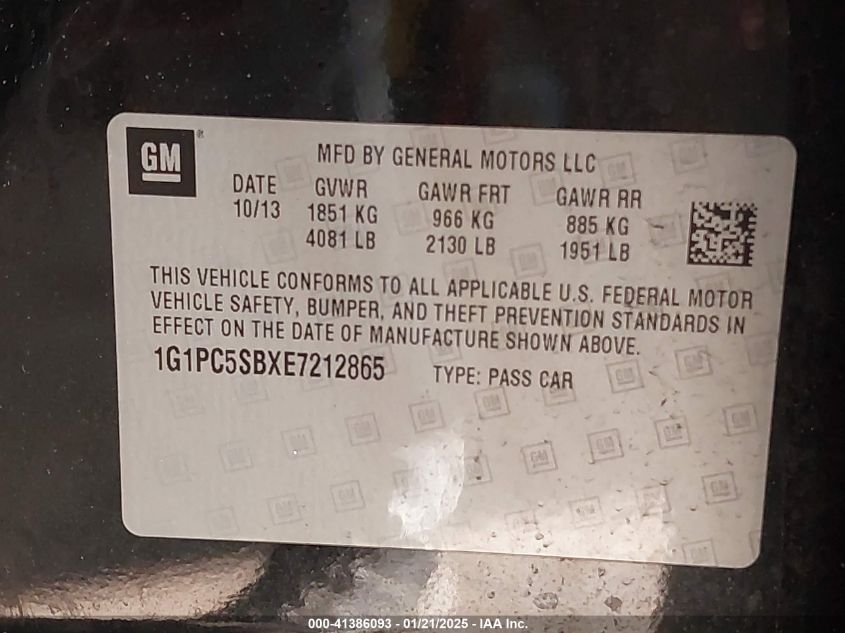 GM®
MFD BY GENERAL MOTORS LLC
DATE GVWR GAWR FRT GAWR RR
10/13 1851 KG 966 KG 885 KG
4081 LB 2130 LB 1951 LB
THIS VEHICLE CONFORMS TO ALL APPLICABLE U.S. FEDERAL MOTOR
VEHICLE SAFETY, BUMPER, AND THEFT PREVENTION STANDARDS IN
EFFECT ON THE DATE OF MANUFACTURE SHOWN ABOVE.
1G1PC5SBXE7212865 TYPE: PASS CAR
000-41386093 - 01/21/2025 - IAA Inc.